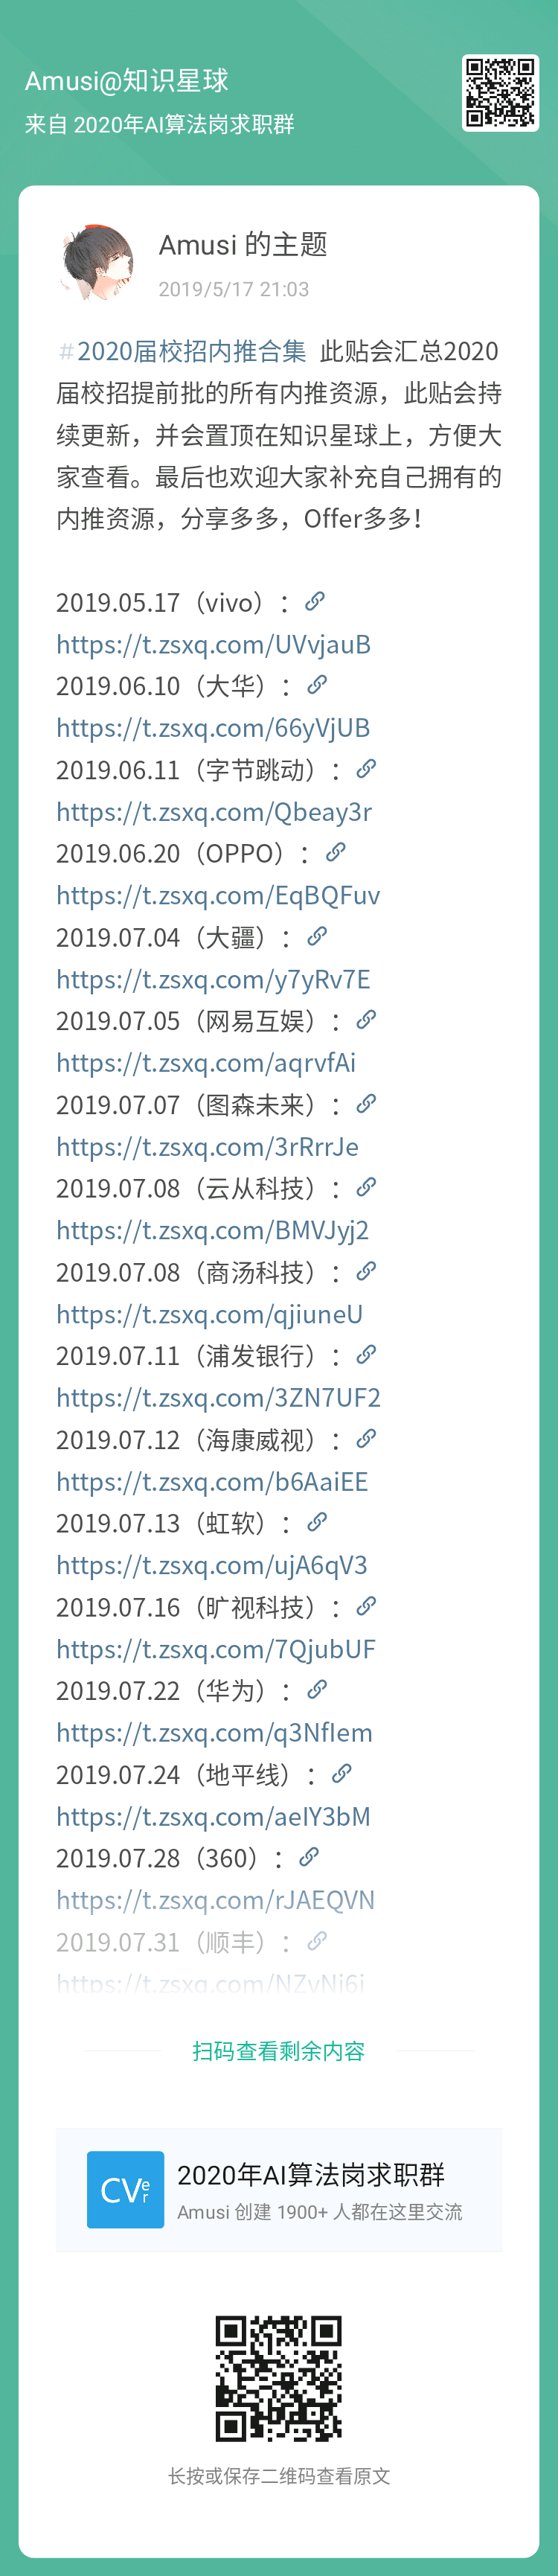 Amusi@知识星球
来自 2020年AI算法岗求职群
Amusi 的主题
2019/5/17 21:03
#2020届校招内推合集 此贴会汇总2020
届校招提前批的所有内推资源，此贴会持
续更新，并会置顶在知识星球上，方便大
家查看。最后也欢迎大家补充自己拥有的
内推资源，分享多多，Offer多多！
2019.05.17（vivo）：
https://t.zsxq.com/UVvjauB
2019.06.10（大华）：
https://t.zsxq.com/66yVjUB
2019.06.11（字节跳动）：
https://t.zsxq.com/Qbeay3r
2019.06.20（OPPO）：
https://t.zsxq.com/EqBQFuv
2019.07.04（大疆）：
https://t.zsxq.com/y7yRv7E
2019.07.05（网易互娱）：
https://t.zsxq.com/aqrvfAi
2019.07.07（图森未来）：
https://t.zsxq.com/3rRrrJe
2019.07.08（云从科技）：
https://t.zsxq.com/BMVJyj2
2019.07.08（商汤科技）：
https://t.zsxq.com/qjiuneU
2019.07.11（浦发银行）：
https://t.zsxq.com/3ZN7UF2
2019.07.12（海康威视）：
https://t.zsxq.com/b6AaiEE
2019.07.13（虹软）：
https://t.zsxq.com/ujA6qV3
2019.07.16（旷视科技）：
https://t.zsxq.com/7QjubUF
2019.07.22（华为）：
https://t.zsxq.com/q3NfIem
2019.07.24（地平线）：
https://t.zsxq.com/aeIY3bM
2019.07.28（360）：
https://t.zsxq.com/rJAEQVN
2019.07.31（顺丰）：
https://t.zsxq.com/NZvNi6i
扫码查看剩余内容
CVer
2020年AI算法岗求职群
Amusi 创建 1900+ 人都在这里交流
长按或保存二维码查看原文